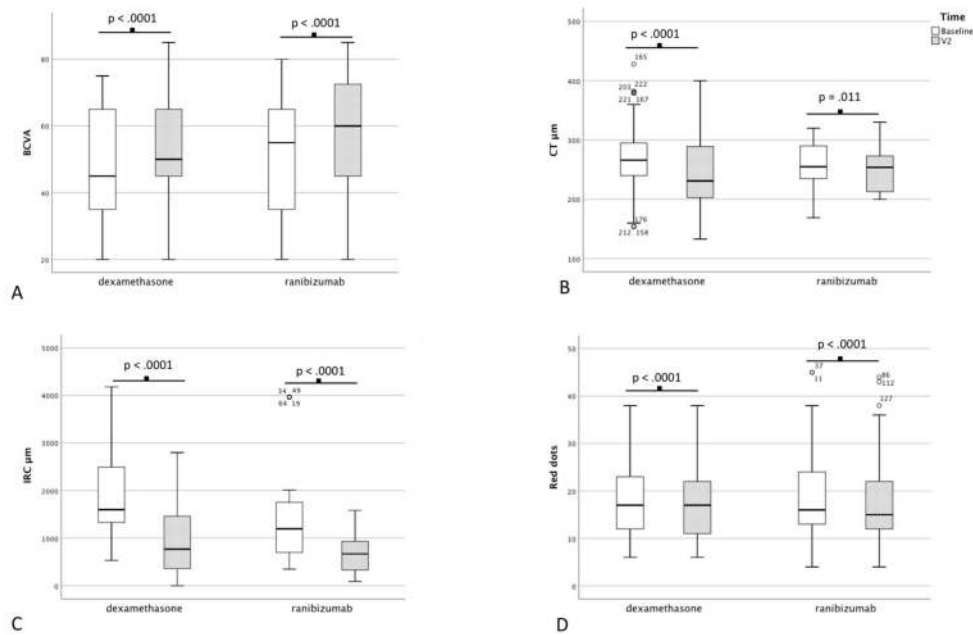 p < .0001
p < .0001
80
60
40
20
BCVA
dexamethasone
ranibizumab
A
Time
Baseline
V2
p < .0001
p = .011
165
203 222
221 167
176
212 158
500
400
300
200
100
CT µm
dexamethasone
ranibizumab
B
p < .0001
p < .0001
34 49
64 19
5000
4000
3000
2000
1000
0
IRC µm
dexamethasone
ranibizumab
C
p < .0001
p < .0001
37
11
86
112
127
50
40
30
20
10
0
Red dots
dexamethasone
ranibizumab
D